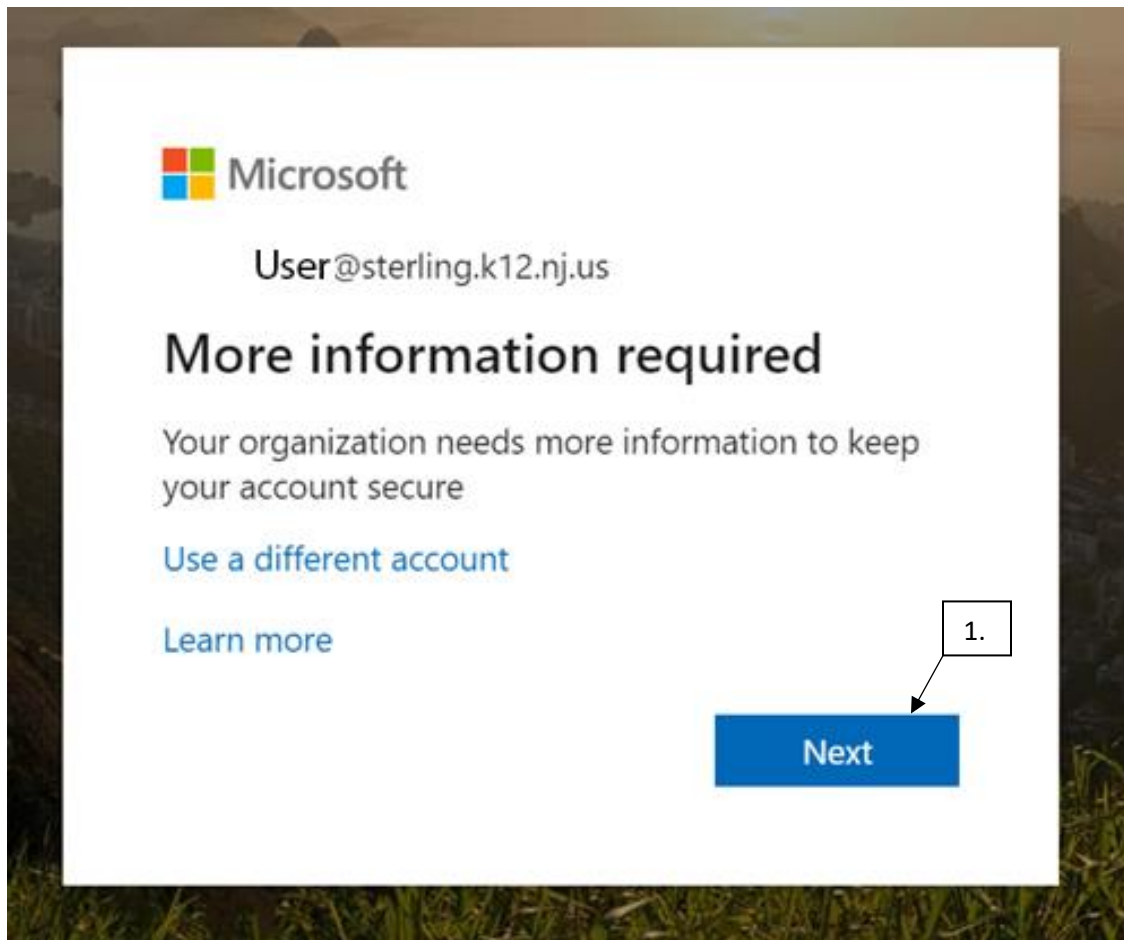 Microsoft
User@sterling.k12.nj.us
More information required
Your organization needs more information to keep
your account secure
Use a different account
Learn more
1.
Next